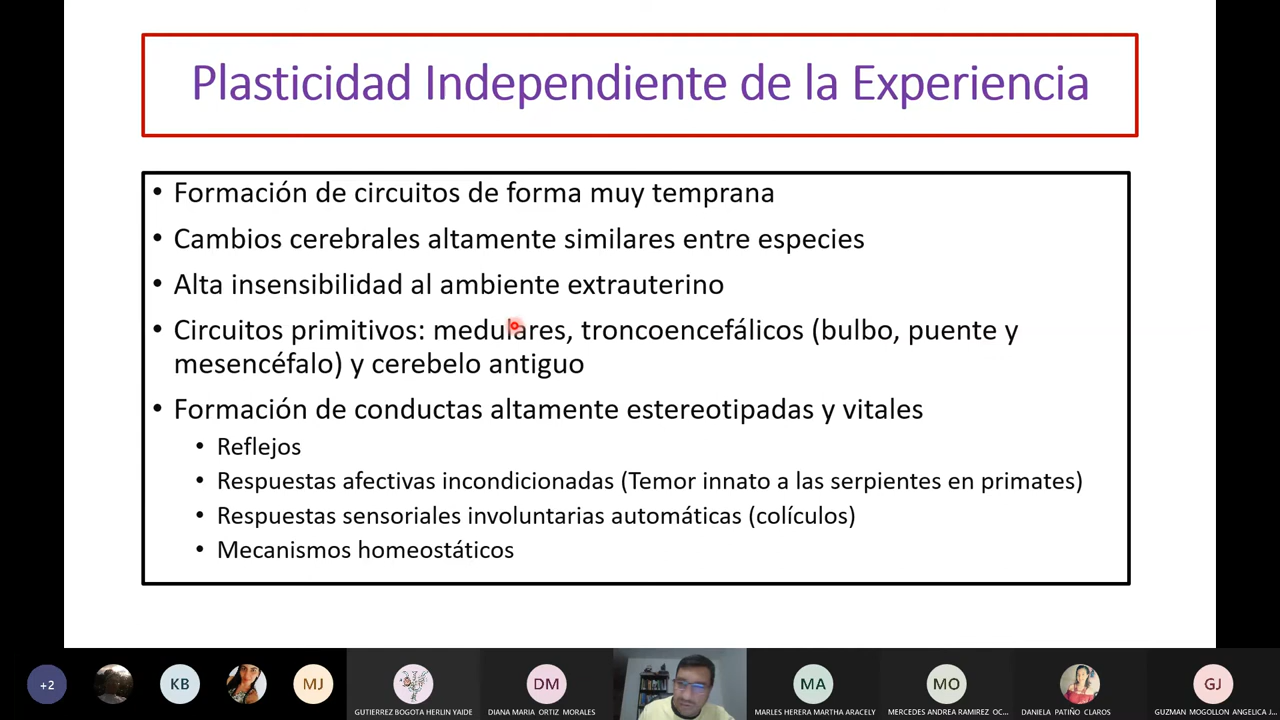 Plasticidad Independiente de la Experiencia
• Formación de circuitos de forma muy temprana
• Cambios cerebrales altamente similares entre especies
• Alta insensibilidad al ambiente extrauterino
• Circuitos primitivos: medulares, troncoencefálicos (bulbo, puente y
mesencéfalo) y cerebelo antiguo
• Formación de conductas altamente estereotipadas y vitales
• Reflejos
• Respuestas afectivas incondicionadas (Temor innato a las serpientes en primates)
• Respuestas sensoriales involuntarias automáticas (colículos)
• Mecanismos homeostáticos
+2
KB
MJ
DM
MA
MO
GJ
GUTIERREZ BOGOTA HERLIN YAIDE
DIANA MARIA ORTIZ MORALES
MARLES HERERA MARTHA ARACELY
MERCEDES ANDREA RAMIREZ OC...
DANIELA PATIÑO CLAROS
GUZMAN MOGOLLON ANGELICA J...